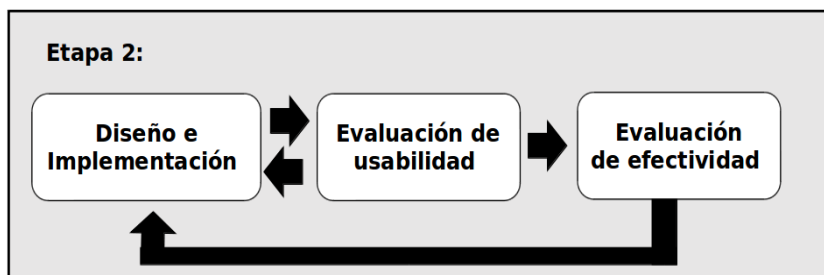 Etapa 2:
Diseño e
Implementación
Evaluación de
usabilidad
Evaluación
de efectividad